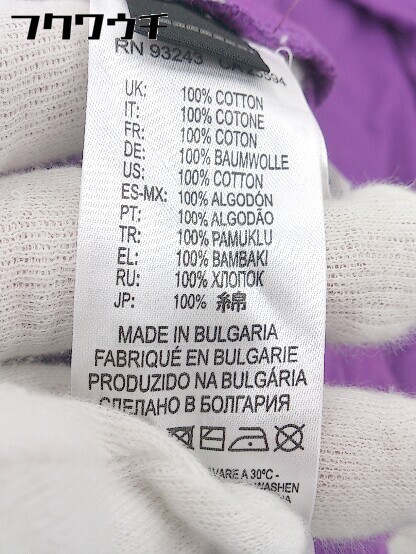 フクワウチ
RN 93243
UK: 100% COTTON
IT: 100% COTONE
FR: 100% COTON
DE: 100% BAUMWOLLE
US: 100% COTTON
ES-MX: 100% ALGODÓN
PT: 100% ALGODÃO
TR: 100% PAMUKLU
EL: 100% BAMBAKI
RU: 100% ХЛОПОК
JP: 100% 綿
MADE IN BULGARIA
FABRIQUÉ EN BULGARIE
PRODUZIDO NA BULGÁRIA
СДЕЛАНО В БОЛГАРИЯ
A 30°C -
WASHEN